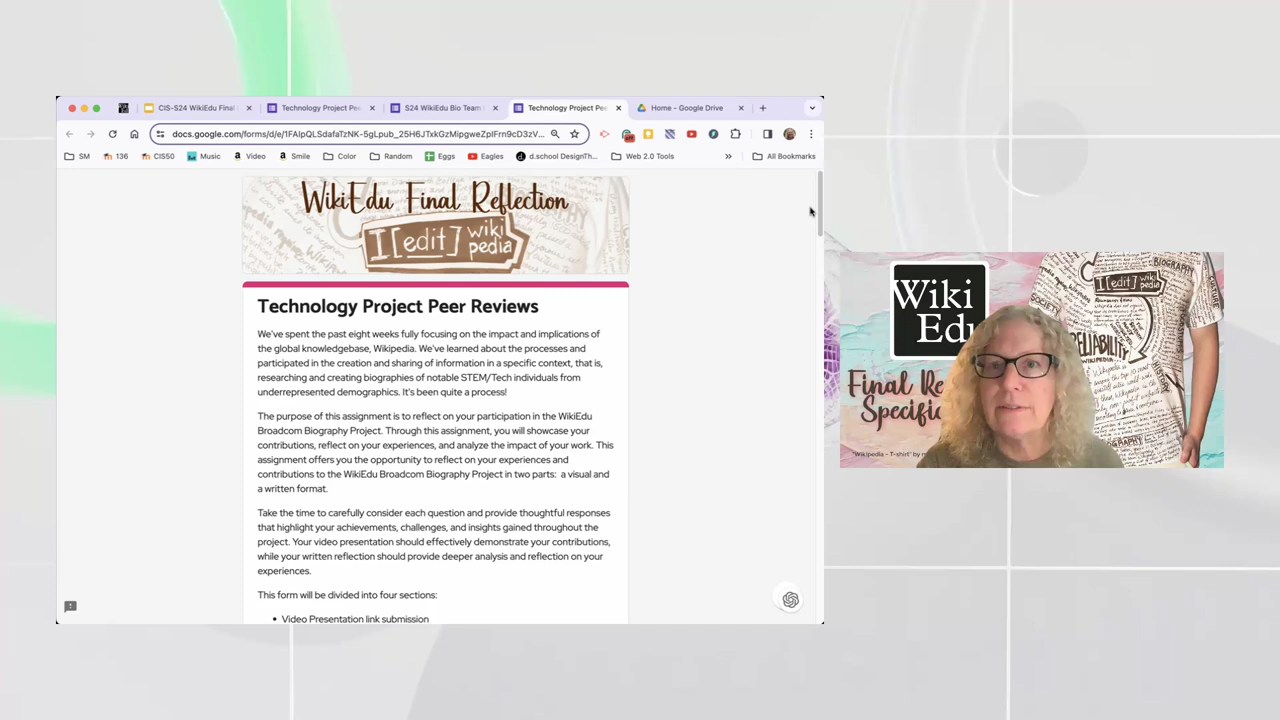 CIS-S24 WikiEdu Final
Technology Project Pee
S24 WikiEdu Bio Team
Technology Project Pee
Home - Google Drive
docs.google.com/forms/d/e/1FAIpQLSdafaTzNK-5gLpub_25H6JTxkGzMipgweZpIFrn9cD3zV...
SM
136
CIS50
Music
Video
Smile
Color
Random
Eggs
Eagles
d.school DesignTh...
Web 2.0 Tools
All Bookmarks
WikiEdu Final Reflection
I [edit] wiki
pedia
Technology Project Peer Reviews
We've spent the past eight weeks fully focusing on the impact and implications of
the global knowledgebase, Wikipedia. We've learned about the processes and
participated in the creation and sharing of information in a specific context, that is,
researching and creating biographies of notable STEM/Tech individuals from
underrepresented demographics. It's been quite a process!
The purpose of this assignment is to reflect on your participation in the WikiEdu
Broadcom Biography Project. Through this assignment, you will showcase your
contributions, reflect on your experiences, and analyze the impact of your work. This
assignment offers you the opportunity to reflect on your experiences and
contributions to the WikiEdu Broadcom Biography Project in two parts: a visual and
a written format.
Take the time to carefully consider each question and provide thoughtful responses
that highlight your achievements, challenges, and insights gained throughout the
project. Your video presentation should effectively demonstrate your contributions,
while your written reflection should provide deeper analysis and reflection on your
experiences.
This form will be divided into four sections:
• Video Presentation link submission
Wiki
Edu
Final Re
Specific
"Wikipedia - T-shirt" by
I [edit] wiki
pedia
RELIABILITY